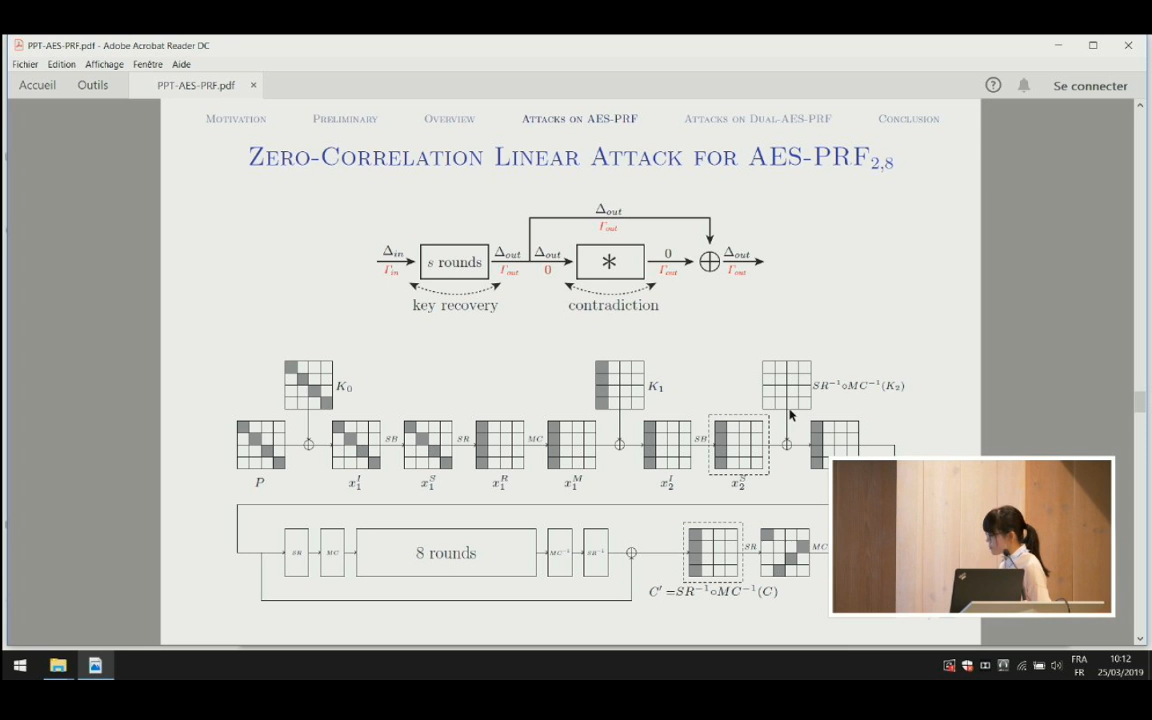 PPT-AES-PRF.pdf - Adobe Acrobat Reader DC
Fichier Edition Affichage Fenêtre Aide
Accueil Outils PPT-AES-PRF.pdf × ? Se connecter
Motivation Preliminary Overview Attacks on AES-PRF Attacks on Dual-AES-PRF Conclusion
Zero-Correlation Linear Attack for AES-PRF₂,₈
Δout
Γout
Δin s rounds Δout Δout * 0 Δout
Γin Γout 0 Γout Γout
key recovery contradiction
K₀ K₁ SR⁻¹∘MC⁻¹(K₂)
SB SR MC SB
P x₁ᴵ x₁ˢ x₁ᴿ x₁ᴹ x₂ᴵ x₂ˢ
SR MC 8 rounds MC⁻¹ SR⁻¹ SR MC
C′ =SR⁻¹∘MC⁻¹(C)
FRA 10:12
FR 25/03/2019